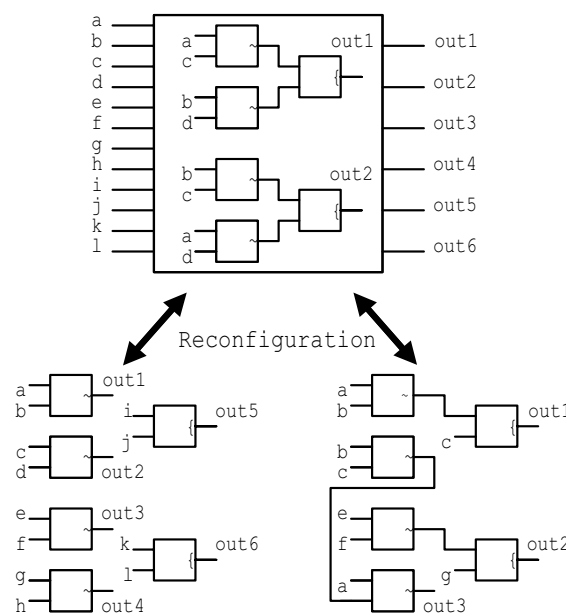 a
b
c
d
e
f
g
h
i
j
k
l
a
c
~
b
d
~
{
out1
b
c
~
a
d
~
{
out2
out1
out2
out3
out4
out5
out6
Reconfiguration
a
b
~
out1
c
d
~
out2
i
j
{
out5
e
f
~
out3
g
h
~
out4
k
l
{
out6
a
b
~
c
{
out1
b
c
~
e
f
~
g
{
out2
a
~
out3